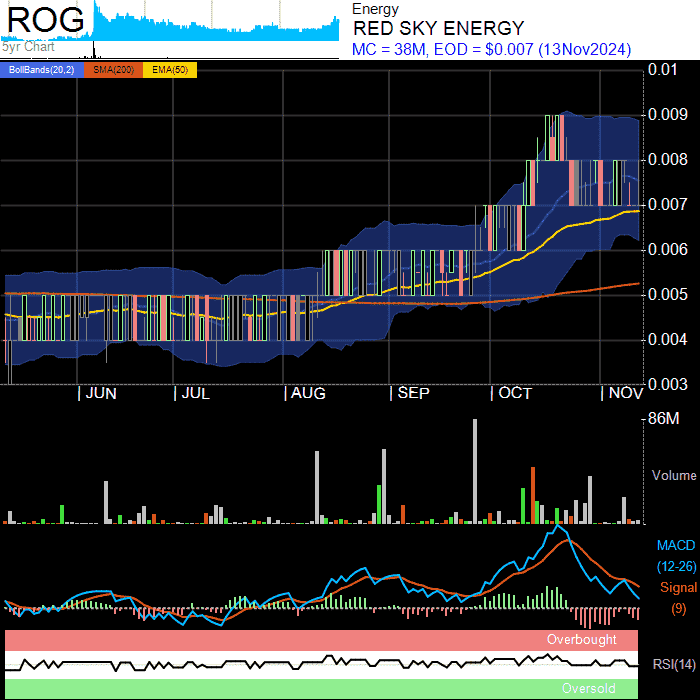 ROG
5yr Chart
Energy
RED SKY ENERGY
MC = 38M, EOD = $0.007 (13Nov2024)
BollBands(20,2) SMA(200) EMA(50)
0.01
0.009
0.008
0.007
0.006
0.005
0.004
0.003
JUN JUL AUG SEP OCT NOV
86M
Volume
MACD
(12-26)
Signal
(9)
Overbought
RSI(14)
Oversold